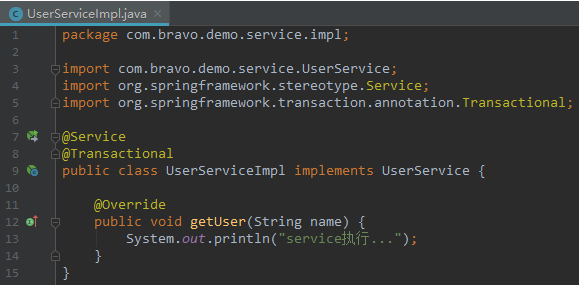 UserServiceImpl.java
1 package com.bravo.demo.service.impl;
2
3 import com.bravo.demo.service.UserService;
4 import org.springframework.stereotype.Service;
5 import org.springframework.transaction.annotation.Transactional;
6
7 @Service
8 @Transactional
9 public class UserServiceImpl implements UserService {
10
11 @Override
12 public void getUser(String name) {
13 System.out.println("service执行...");
14 }
15 }